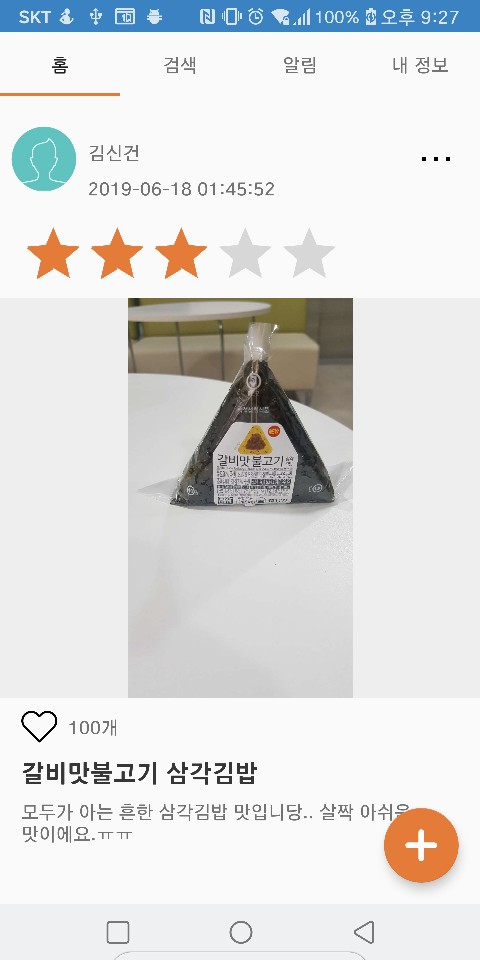 SKT 100% 오후 9:27
홈 검색 알림 내 정보
김신건
2019-06-18 01:45:52
갈비맛 불고기
100개
갈비맛불고기 삼각김밥
모두가 아는 흔한 삼각김밥 맛입니당.. 살짝 아쉬운
맛이에요.ㅠㅠ